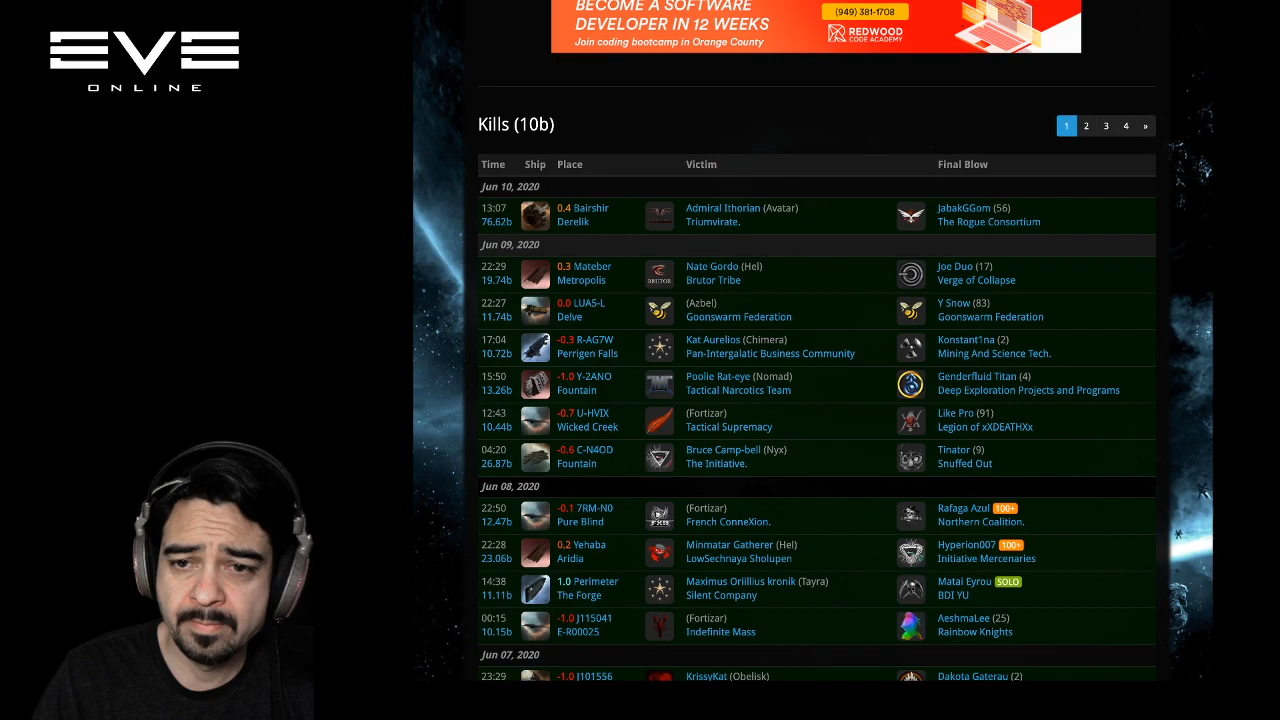 EVE
ONLINE
BECOME A SOFTWARE
DEVELOPER IN 12 WEEKS
Join coding bootcamp in Orange County
(949) 381-1708
REDWOOD
CODE ACADEMY
Kills (10b)
1 2 3 4 »
Time Ship Place Victim Final Blow
Jun 10, 2020
13:07 0.4 Bairshir Admiral Ithorian (Avatar) JabakGGom (56)
76.62b Derelik Triumvirate. The Rogue Consortium
Jun 09, 2020
22:29 0.3 Mateber Nate Gordo (Hel) Joe Duo (17)
19.74b Metropolis BRUTOR Brutor Tribe Verge of Collapse
22:27 0.0 LUA5-L (Azbel) Y Snow (83)
11.74b Delve Goonswarm Federation Goonswarm Federation
17:04 -0.3 R-AG7W Kat Aurelios (Chimera) Konstant1na (2)
10.72b Perrigen Falls Pan-Intergalatic Business Community Mining And Science Tech.
15:50 -1.0 Y-2ANO Poolie Rat-eye (Nomad) Genderfluid Titan (4)
13.26b Fountain Tactical Narcotics Team Deep Exploration Projects and Programs
12:43 -0.7 U-HVIX (Fortizar) Like Pro (91)
10.44b Wicked Creek Tactical Supremacy Legion of xXDEATHXx
04:20 -0.6 C-N4OD Bruce Camp-bell (Nyx) Tinator (9)
26.87b Fountain The Initiative. Snuffed Out
Jun 08, 2020
22:50 -0.1 7RM-N0 (Fortizar) Rafaga Azul 100+
12.47b Pure Blind French ConneXion. Northern Coalition.
22:28 0.2 Yehaba Minmatar Gatherer (Hel) Hyperion007 100+
23.06b Aridia LowSechnaya Sholupen Initiative Mercenaries
14:38 1.0 Perimeter Maximus Oriillius kronik (Tayra) Matai Eyrou SOLO
11.11b The Forge Silent Company BDI YU
00:15 -1.0 J115041 (Fortizar) AeshmaLee (25)
10.15b E-R00025 Indefinite Mass Rainbow Knights
Jun 07, 2020
23:29 -1.0 J101556 KrissyKat (Obelisk) Dakota Gaterau (2)